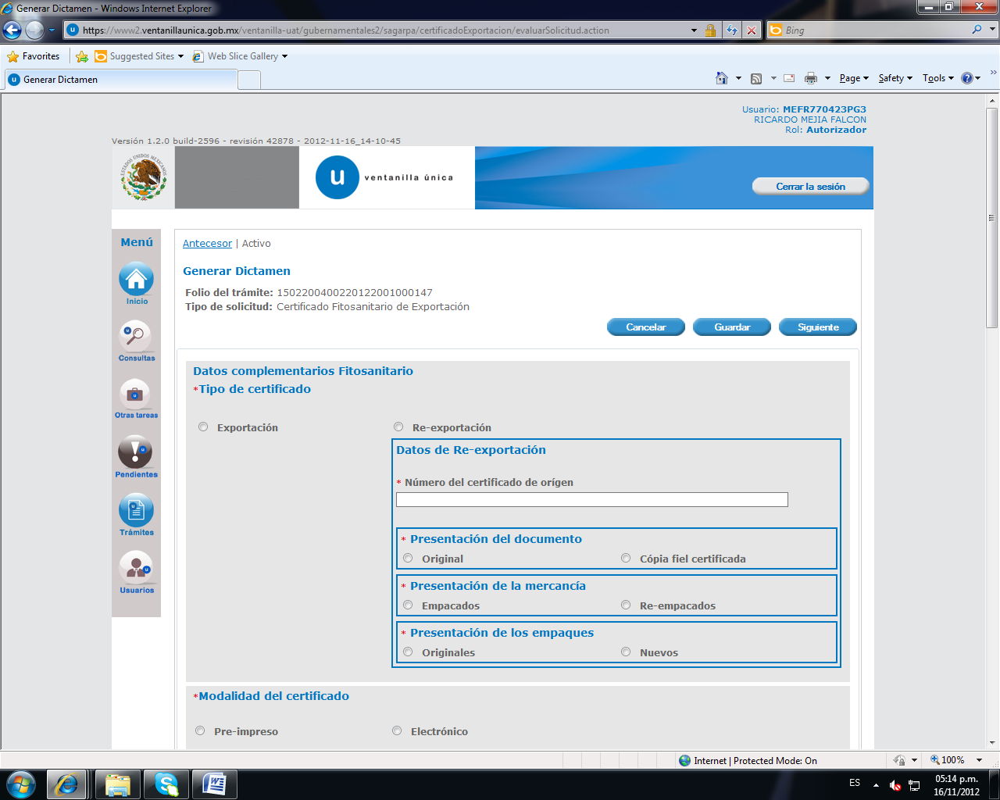 Generar Dictamen - Windows Internet Explorer
https://www2.ventanillaunica.gob.mx/ventanilla-uat/gubernamentales2/sagarpa/certificadoExportacion/evaluarSolicitud.action
Bing
Favorites
Suggested Sites
Web Slice Gallery
Generar Dictamen
Page
Safety
Tools
Usuario: MEFR770423PG3
RICARDO MEJIA FALCON
Rol: Autorizador
Versión 1.2.0 build-2596 - revisión 42878 - 2012-11-16_14-10-45
ESTADOS UNIDOS MEXICANOS
u ventanilla única
Cerrar la sesión
Menú
Inicio
Consultas
Otras tareas
Pendientes
Trámites
Usuarios
Antecesor | Activo
Generar Dictamen
Folio del trámite: 1502200400220122001000147
Tipo de solicitud: Certificado Fitosanitario de Exportación
Cancelar
Guardar
Siguiente
Datos complementarios Fitosanitario
*Tipo de certificado
Exportación
Re-exportación
Datos de Re-exportación
* Número del certificado de orígen
* Presentación del documento
Original
Cópia fiel certificada
* Presentación de la mercancía
Empacados
Re-empacados
* Presentación de los empaques
Originales
Nuevos
*Modalidad del certificado
Pre-impreso
Electrónico
Internet | Protected Mode: On
100%
ES
05:14 p.m.
16/11/2012